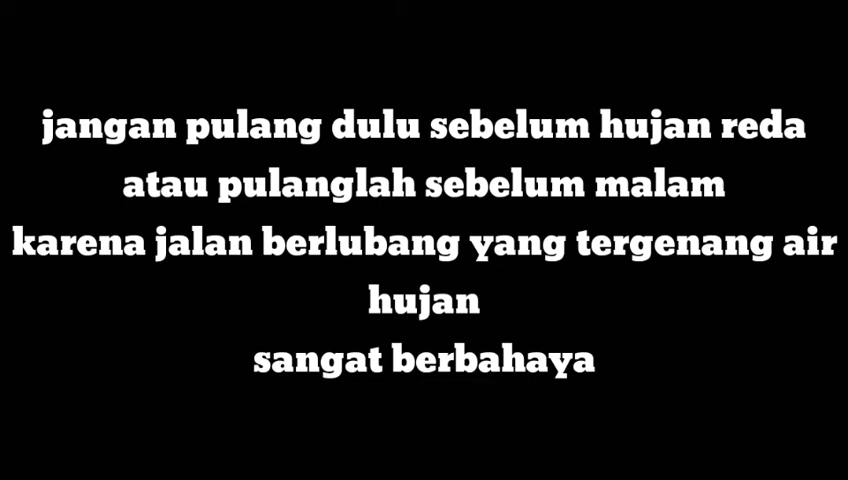 jangan pulang dulu sebelum hujan reda
atau pulanglah sebelum malam
karena jalan berlubang yang tergenang air
hujan
sangat berbahaya